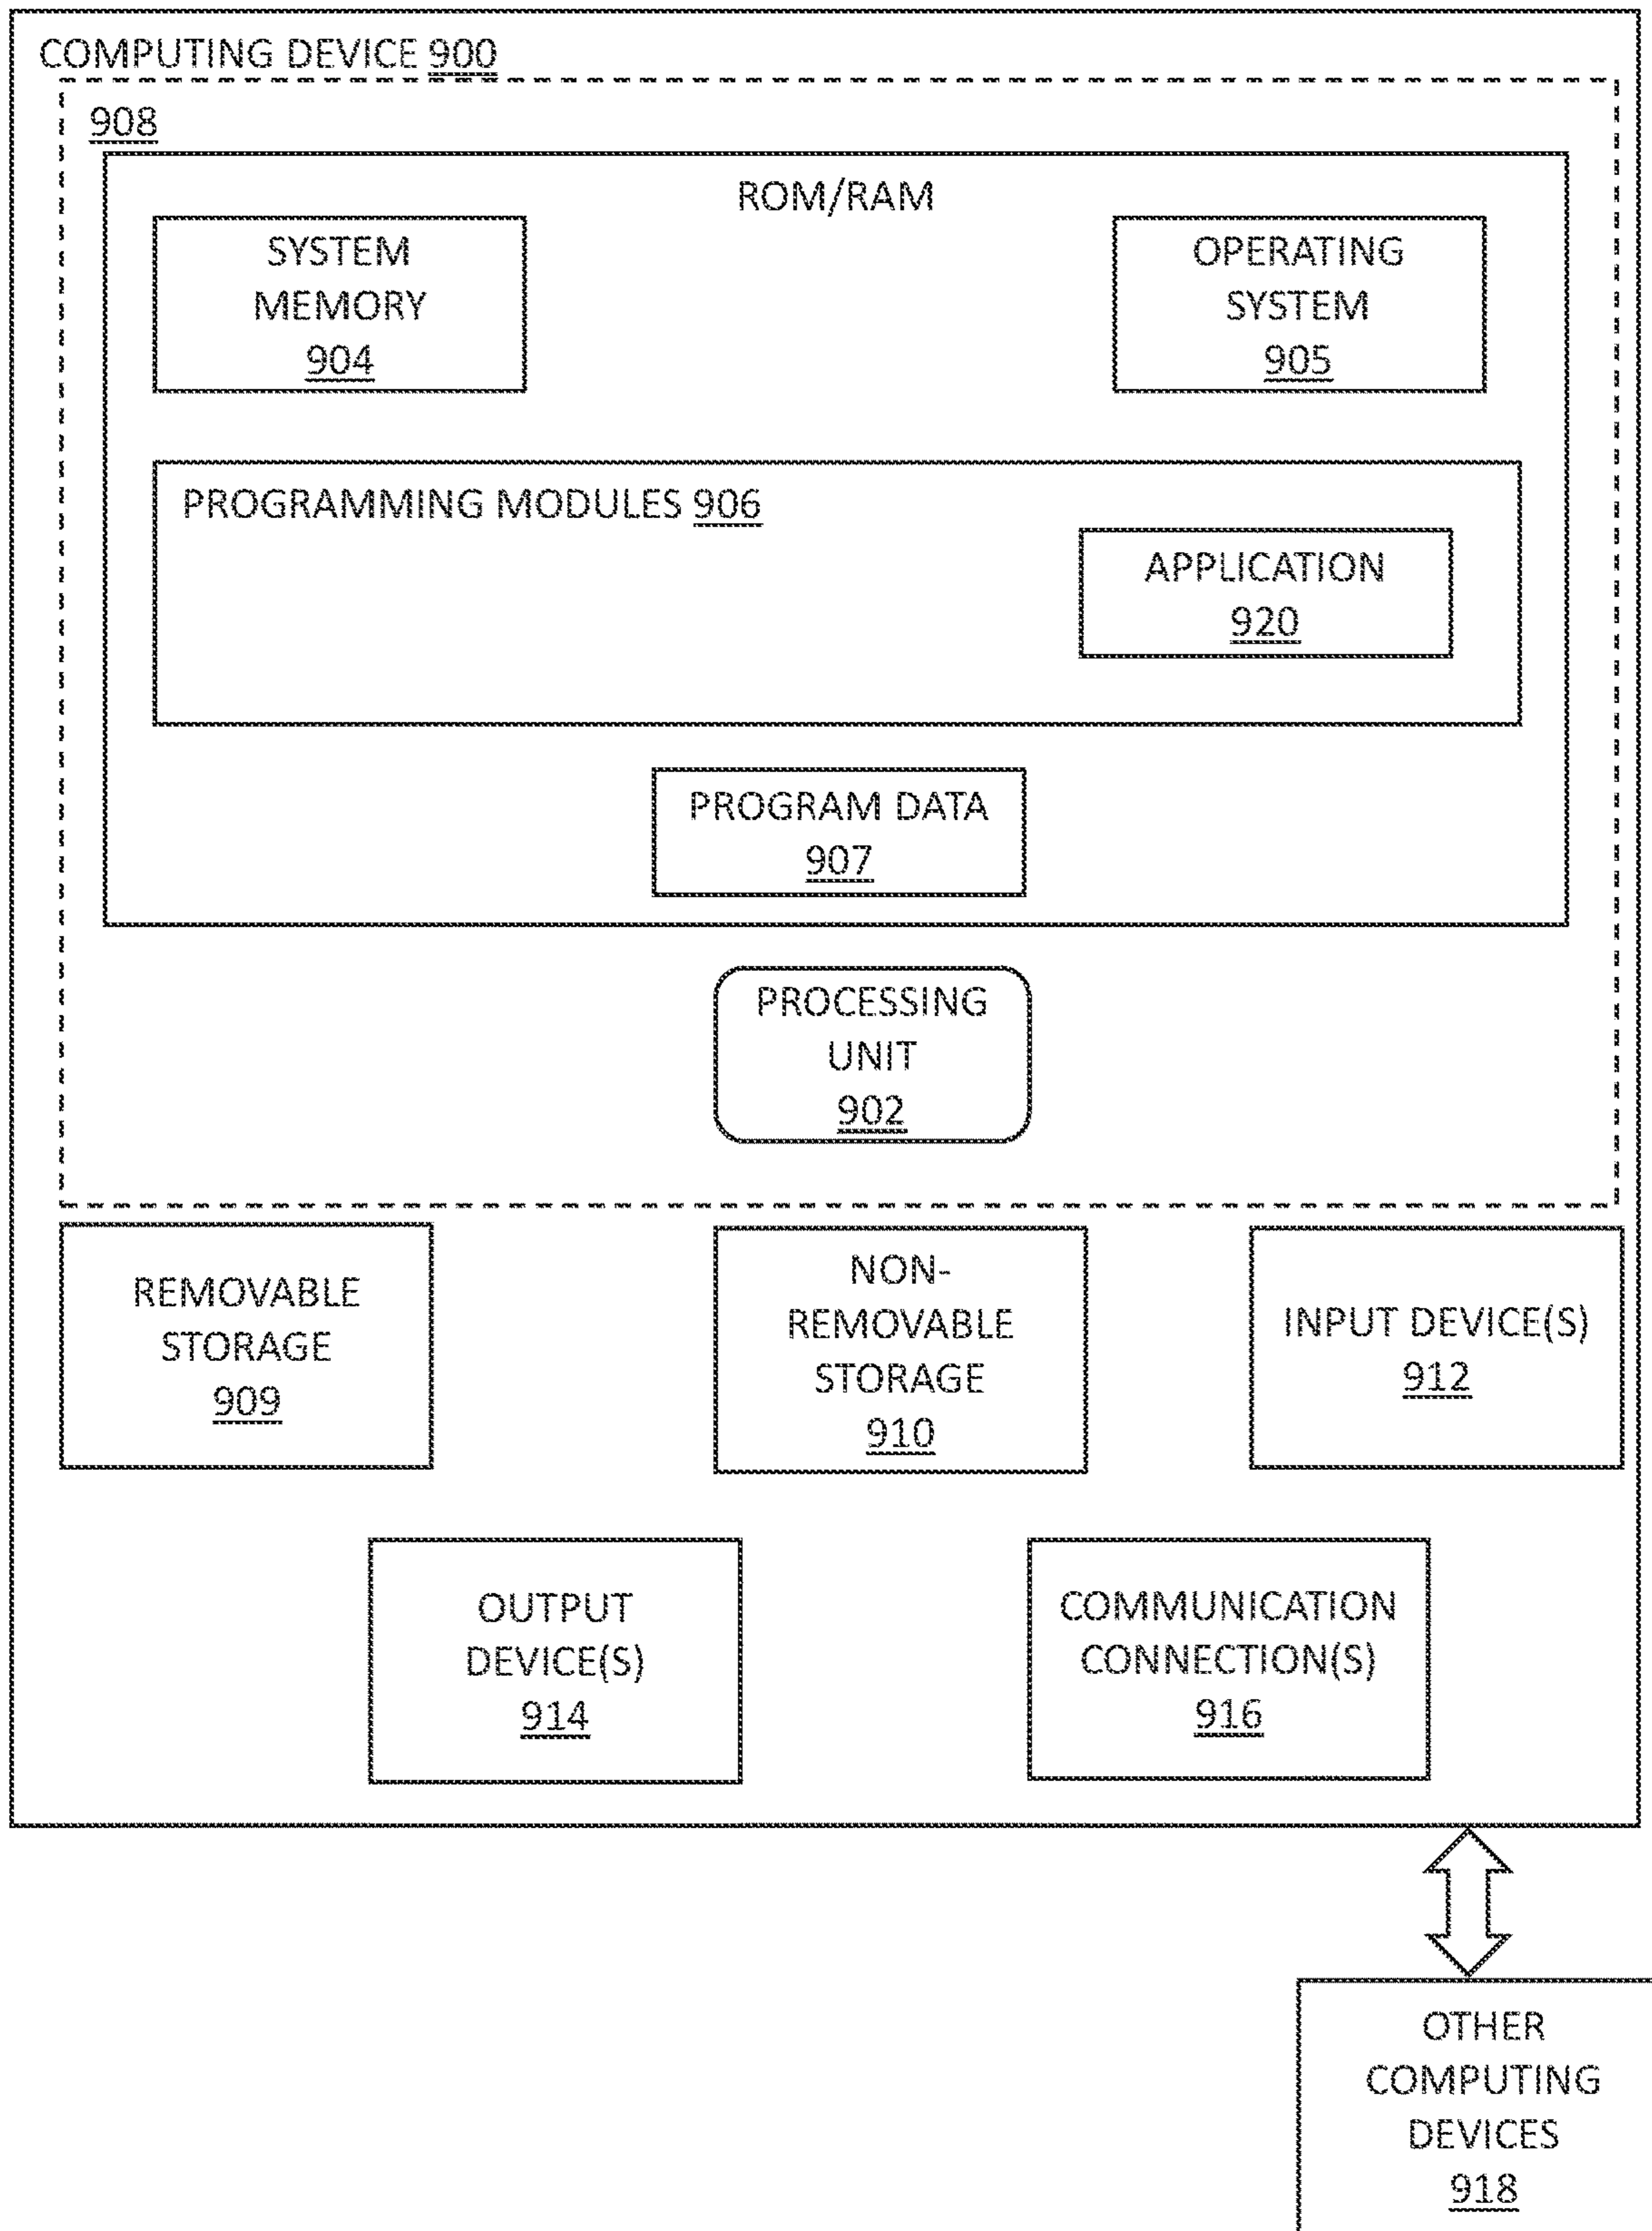 COMPUTING DEVICE 900
908
ROM/RAM
SYSTEM
MEMORY
904
OPERATING
SYSTEM
905
PROGRAMMING MODULES 906
APPLICATION
920
PROGRAM DATA
907
PROCESSING
UNIT
902
REMOVABLE
STORAGE
909
NON-
REMOVABLE
STORAGE
910
INPUT DEVICE(S)
912
OUTPUT
DEVICE(S)
914
COMMUNICATION
CONNECTION(S)
916
OTHER
COMPUTING
DEVICES
918